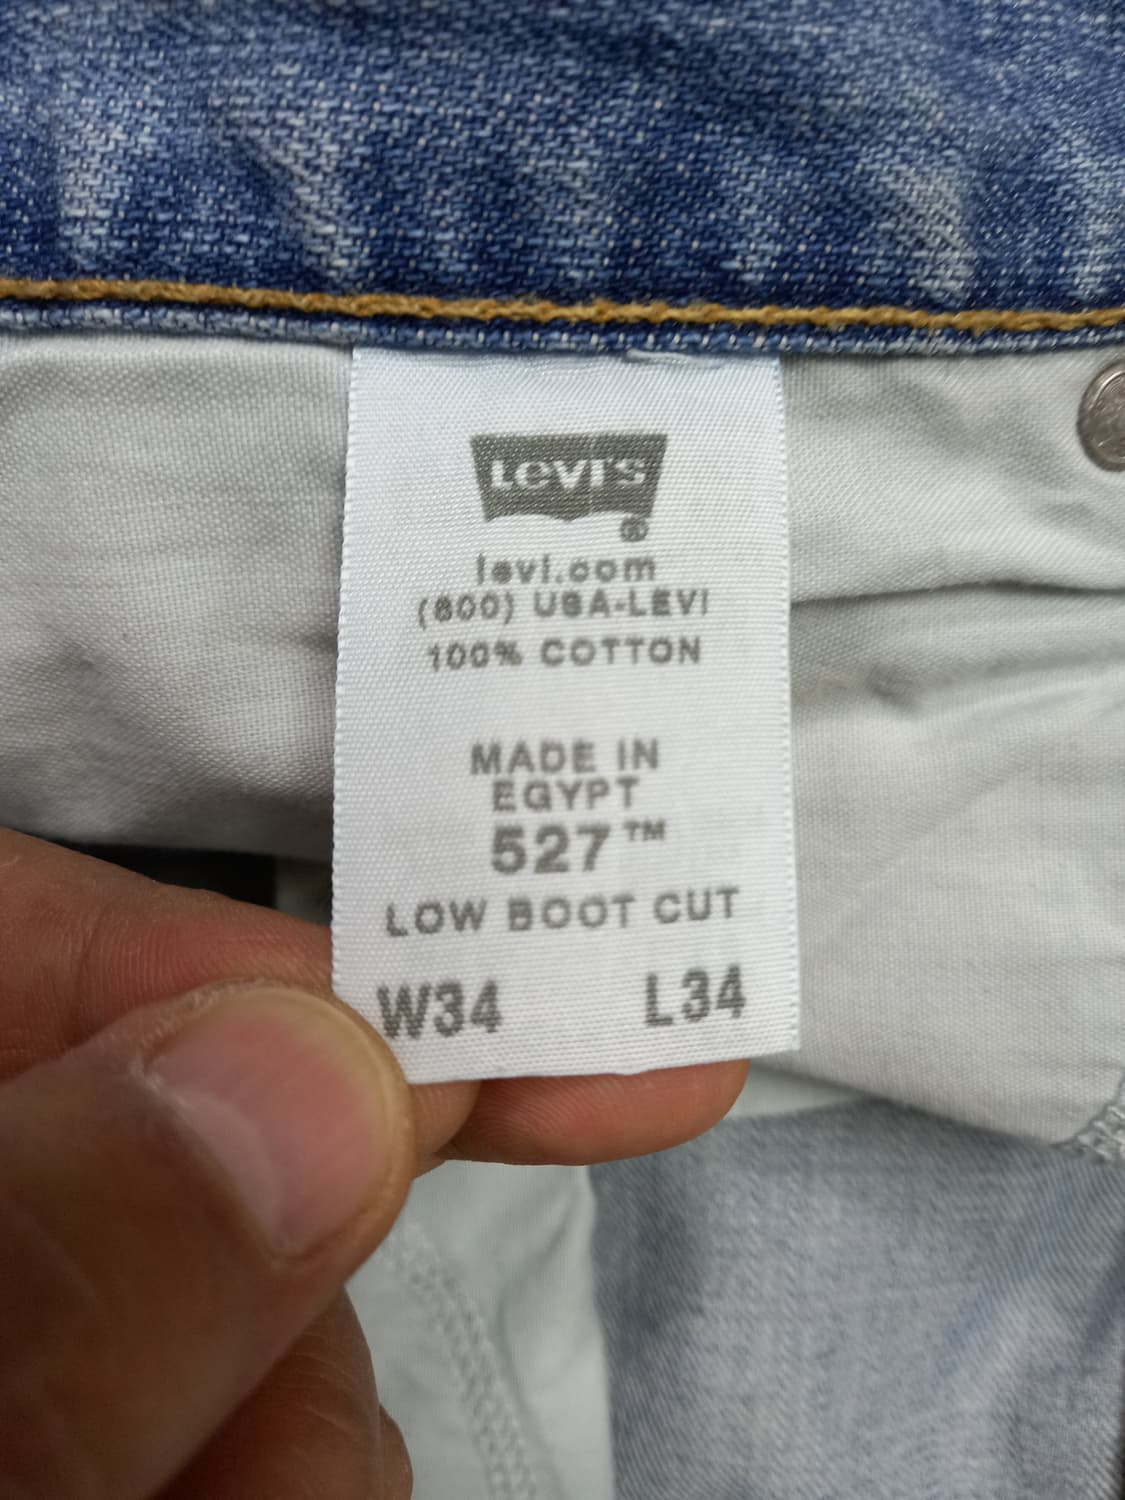 Levi's
®
levi.com
(800) USA-LEVI
100% COTTON
MADE IN
EGYPT
527™
LOW BOOT CUT
W34 L34